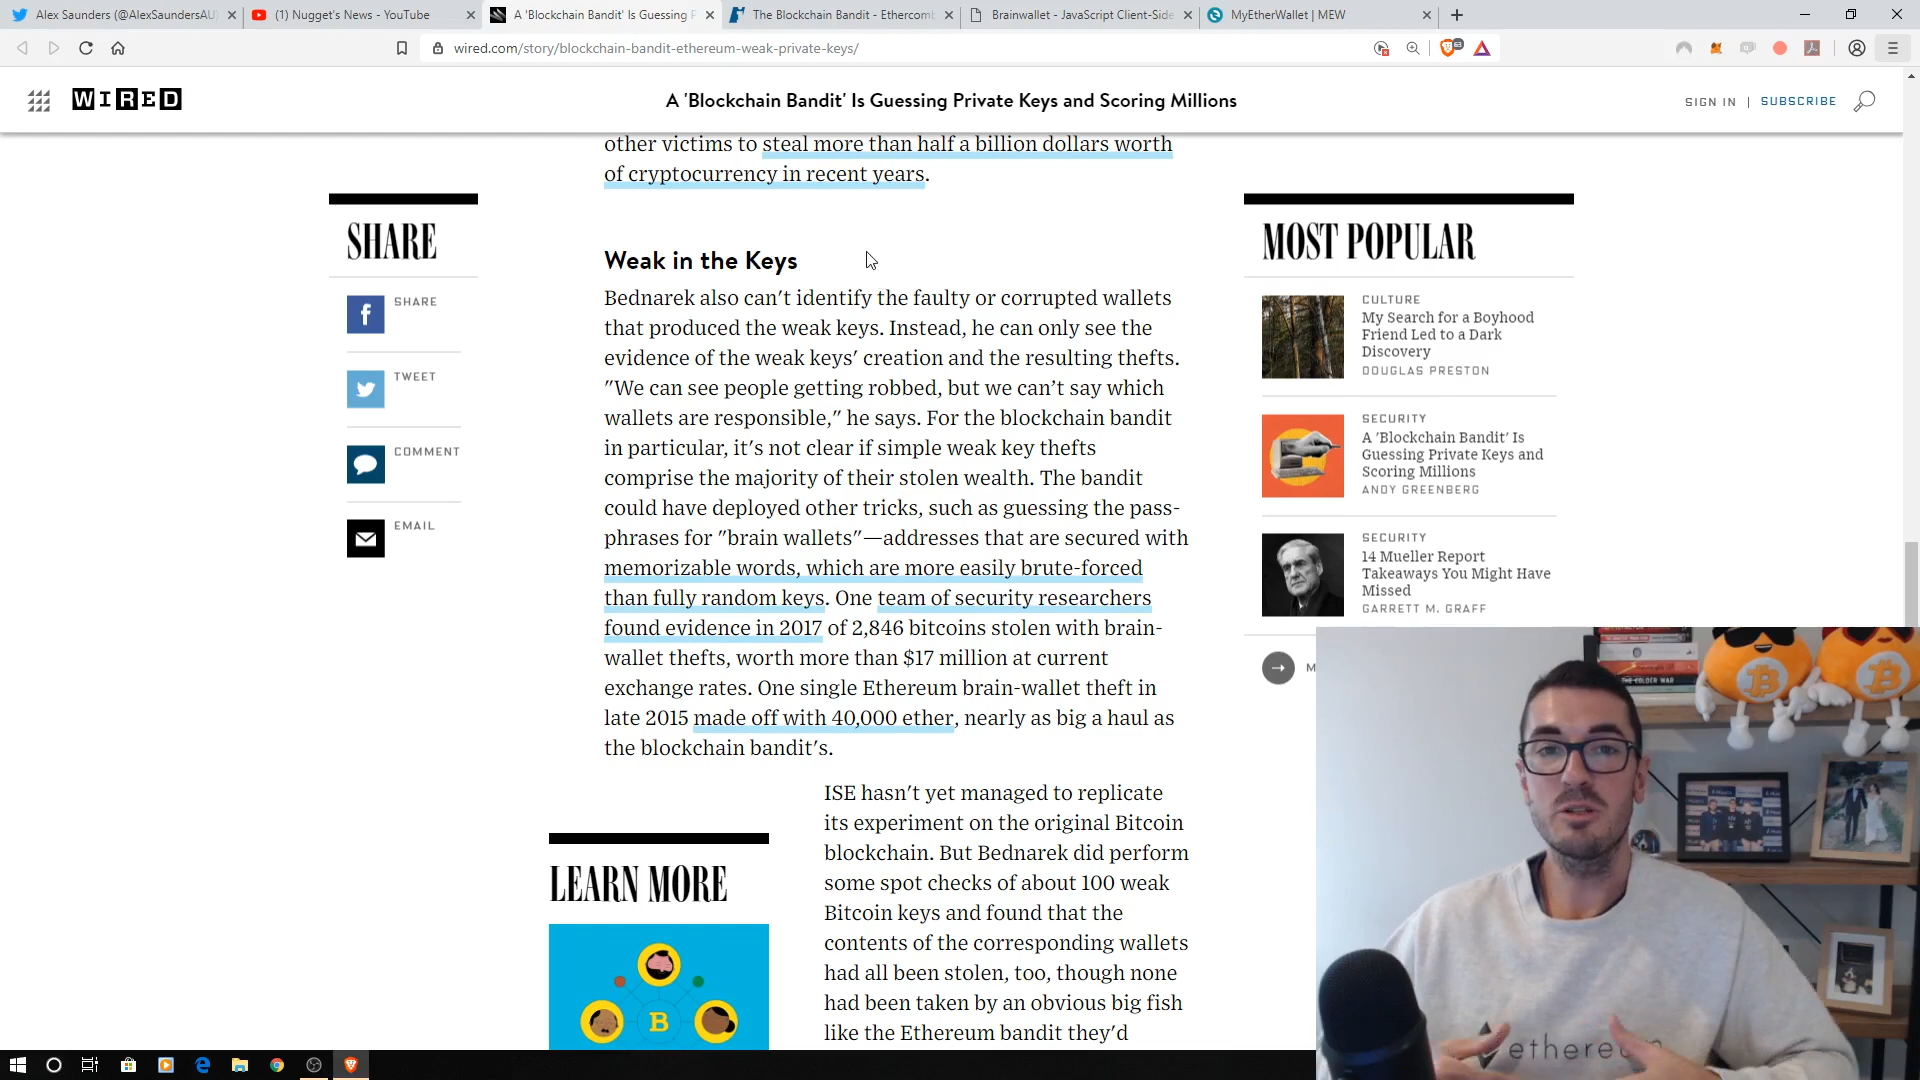 Alex Saunders (@AlexSaundersAU
(1) Nugget's News - YouTube
A 'Blockchain Bandit' Is Guessing P
The Blockchain Bandit - Ethercomb
Brainwallet - JavaScript Client-Side
MyEtherWallet | MEW
wired.com/story/blockchain-bandit-ethereum-weak-private-keys/
WIRED
A 'Blockchain Bandit' Is Guessing Private Keys and Scoring Millions
SIGN IN | SUBSCRIBE
other victims to steal more than half a billion dollars worth
of cryptocurrency in recent years.
SHARE
SHARE
TWEET
COMMENT
EMAIL
Weak in the Keys
Bednarek also can't identify the faulty or corrupted wallets
that produced the weak keys. Instead, he can only see the
evidence of the weak keys' creation and the resulting thefts.
"We can see people getting robbed, but we can't say which
wallets are responsible," he says. For the blockchain bandit
in particular, it's not clear if simple weak key thefts
comprise the majority of their stolen wealth. The bandit
could have deployed other tricks, such as guessing the pass-
phrases for "brain wallets"—addresses that are secured with
memorizable words, which are more easily brute-forced
than fully random keys. One team of security researchers
found evidence in 2017 of 2,846 bitcoins stolen with brain-
wallet thefts, worth more than $17 million at current
exchange rates. One single Ethereum brain-wallet theft in
late 2015 made off with 40,000 ether, nearly as big a haul as
the blockchain bandit's.
LEARN MORE
B
ISE hasn't yet managed to replicate
its experiment on the original Bitcoin
blockchain. But Bednarek did perform
some spot checks of about 100 weak
Bitcoin keys and found that the
contents of the corresponding wallets
had all been stolen, too, though none
had been taken by an obvious big fish
like the Ethereum bandit they'd
MOST POPULAR
CULTURE
My Search for a Boyhood
Friend Led to a Dark
Discovery
DOUGLAS PRESTON
SECURITY
A 'Blockchain Bandit' Is
Guessing Private Keys and
Scoring Millions
ANDY GREENBERG
SECURITY
14 Mueller Report
Takeaways You Might Have
Missed
GARRETT M. GRAFF
M
THE COLDER WAR
ethereum